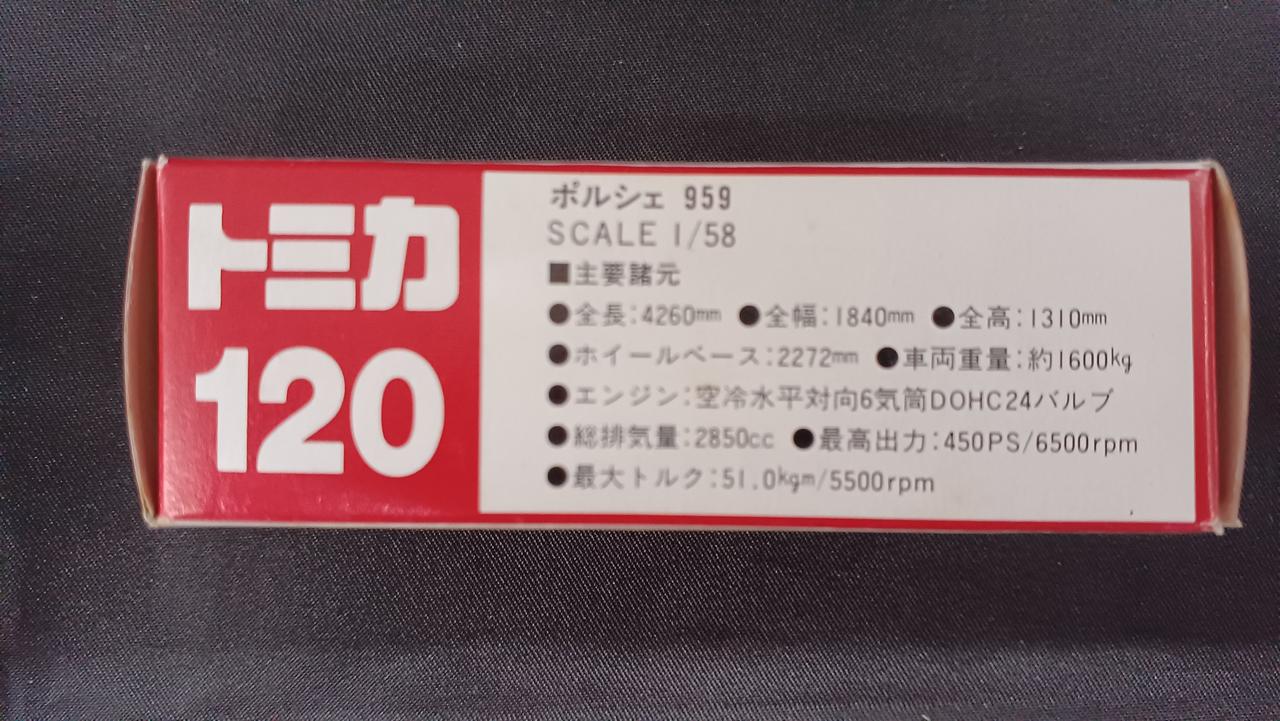 トミカ
120
ポルシェ 959
SCALE 1/58
■主要諸元
●全長:4260mm ●全幅:1840mm ●全高:1310mm
●ホイールベース:2272mm ●車両重量:約1600kg
●エンジン:空冷水平対向6気筒DOHC24バルブ
●総排気量:2850cc ●最高出力:450PS/6500rpm
●最大トルク:51.0kgm/5500rpm